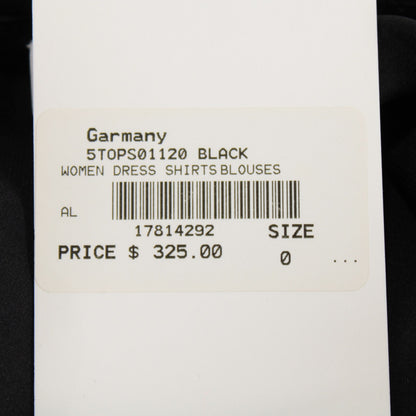 Garmany
5TOPS01120 BLACK
WOMEN DRESS SHIRTS BLOUSES
AL
17814292 SIZE
PRICE $ 325.00 0 ...